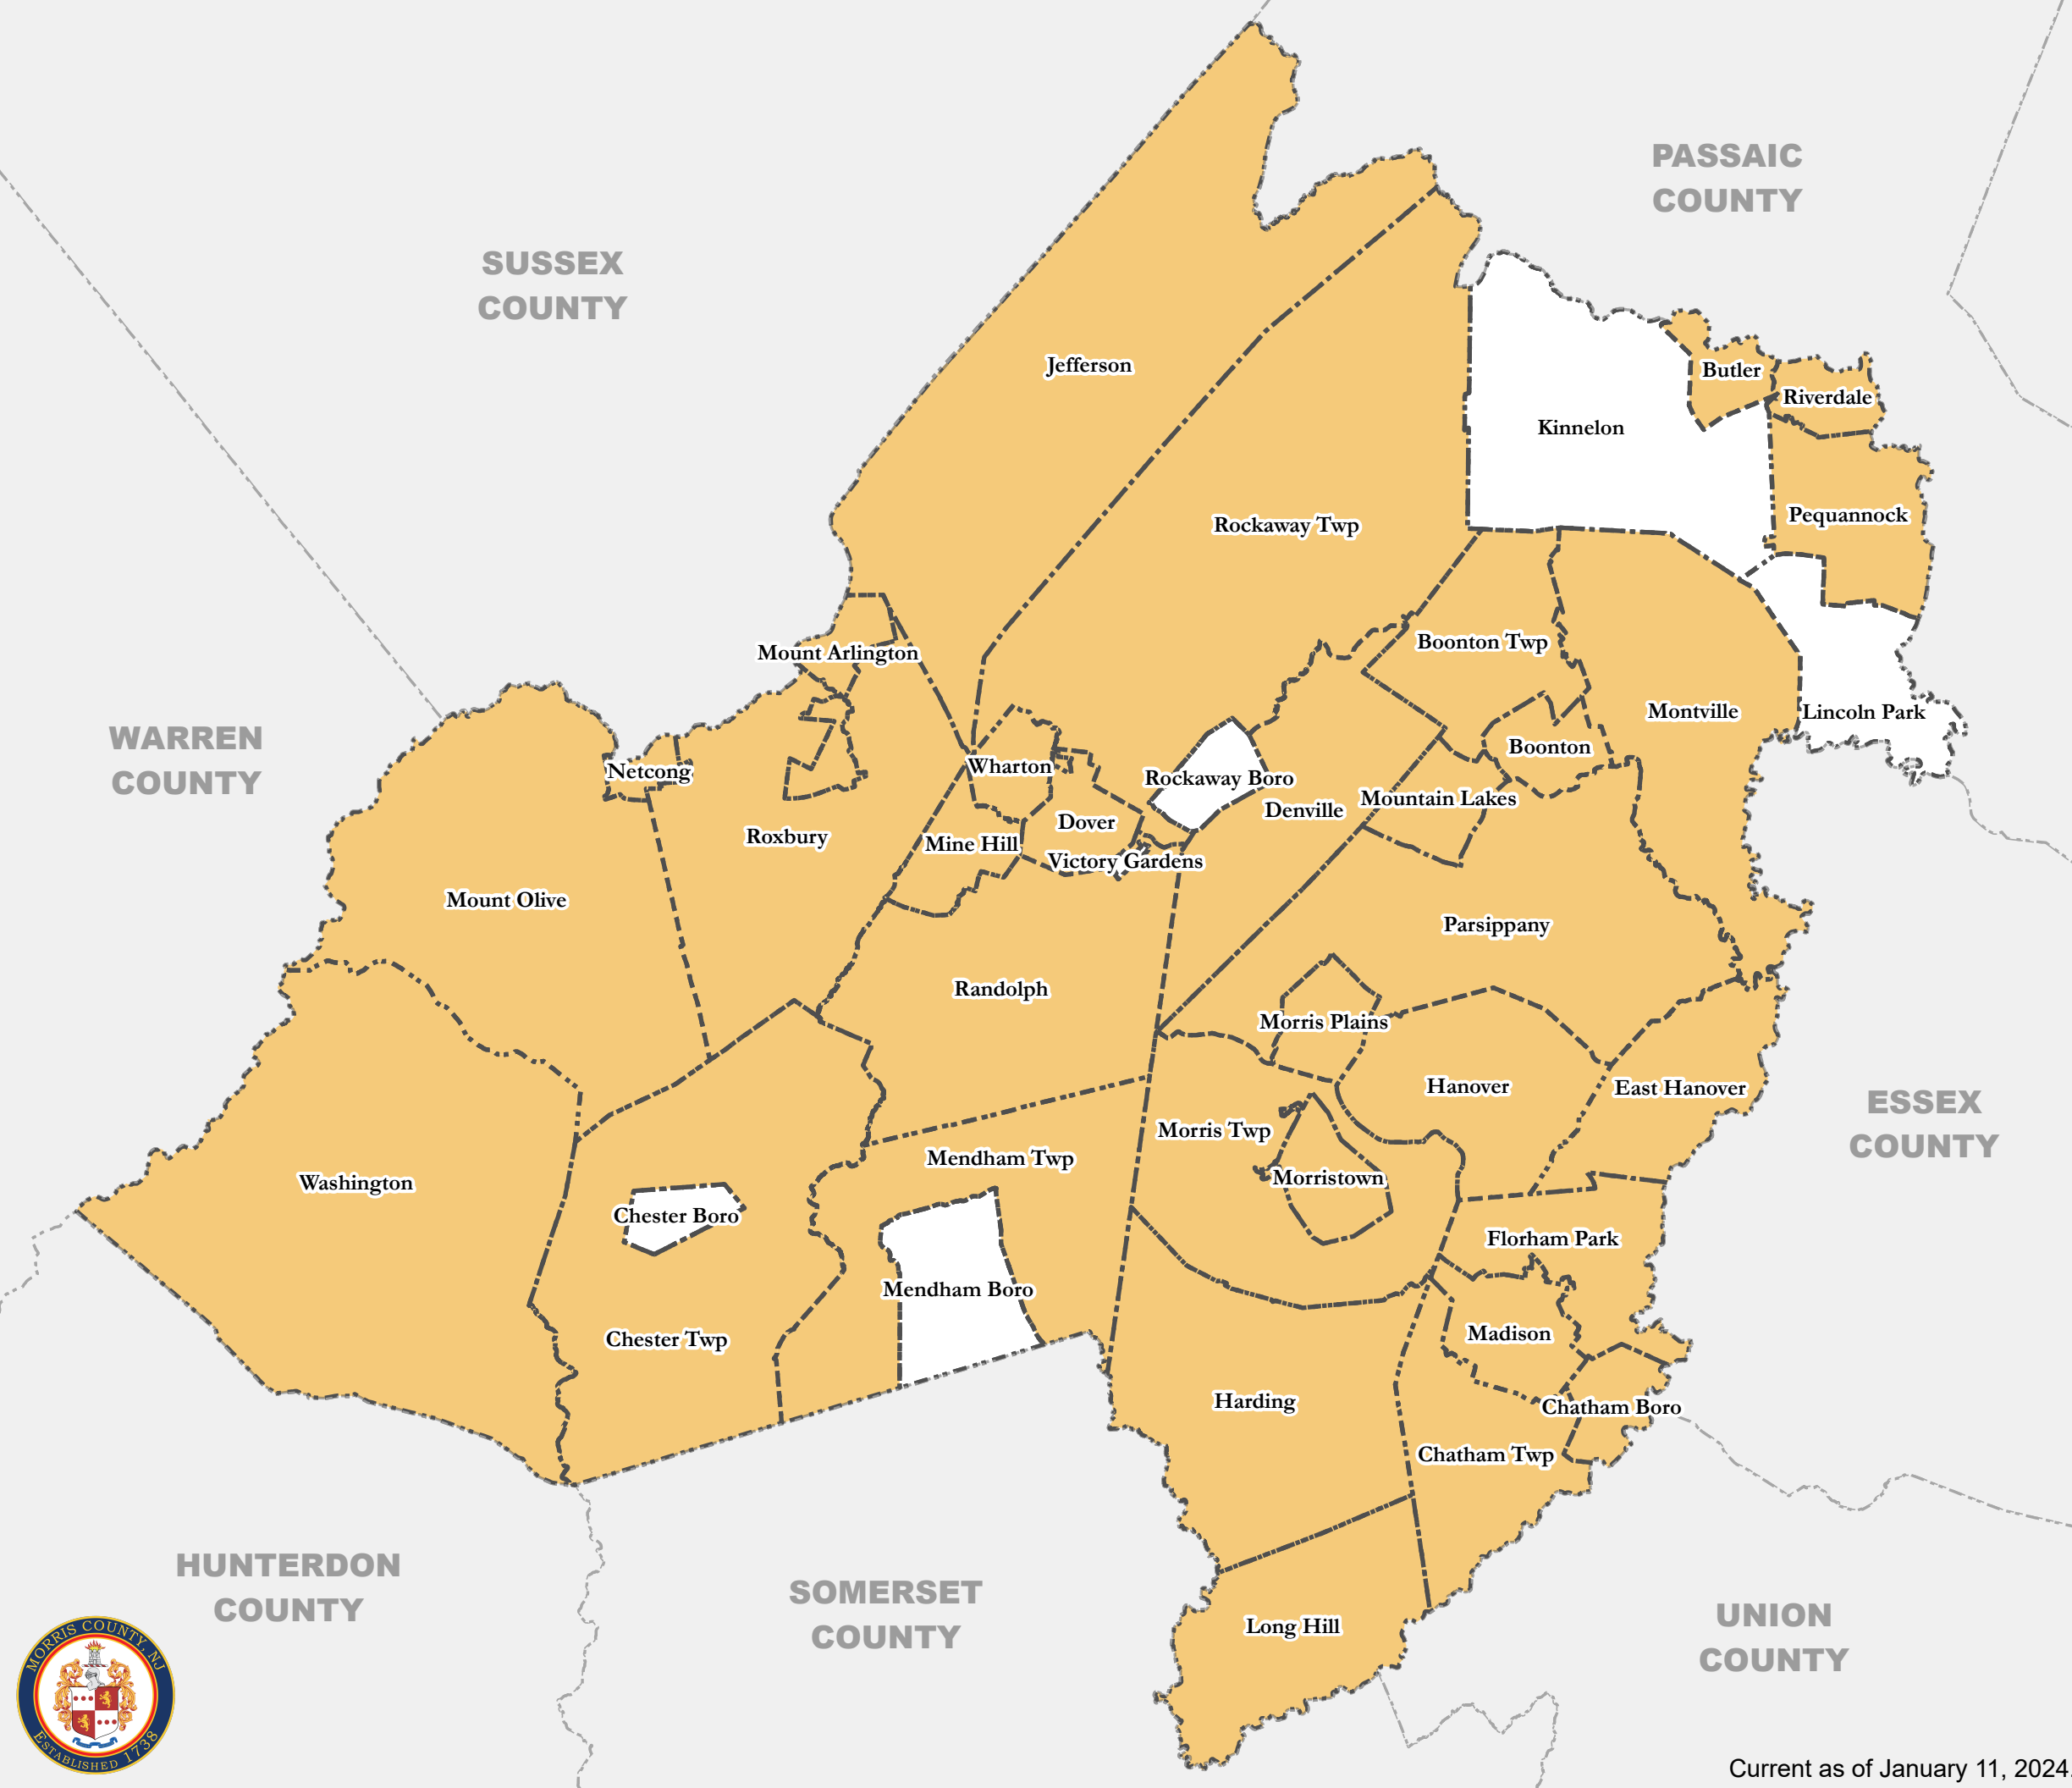 PASSAIC
COUNTY
SUSSEX
COUNTY
Jefferson
Butler
Riverdale
Kinnelon
Pequannock
Rockaway Twp
Boonton Twp
Mount Arlington
Montville
Lincoln Park
WARREN
COUNTY
Boonton
Netcong
Wharton
Rockaway Boro
Mountain Lakes
Denville
Dover
Roxbury
Mine Hill
Victory Gardens
Mount Olive
Parsippany
Randolph
Morris Plains
Hanover
East Hanover
ESSEX
COUNTY
Morris Twp
Mendham Twp
Morristown
Washington
Chester Boro
Florham Park
Mendham Boro
Madison
Chester Twp
Harding
Chatham Boro
Chatham Twp
HUNTERDON
COUNTY
SOMERSET
COUNTY
UNION
COUNTY
Long Hill
MORRIS COUNTY, NJ
ESTABLISHED 1738
Current as of January 11, 2024